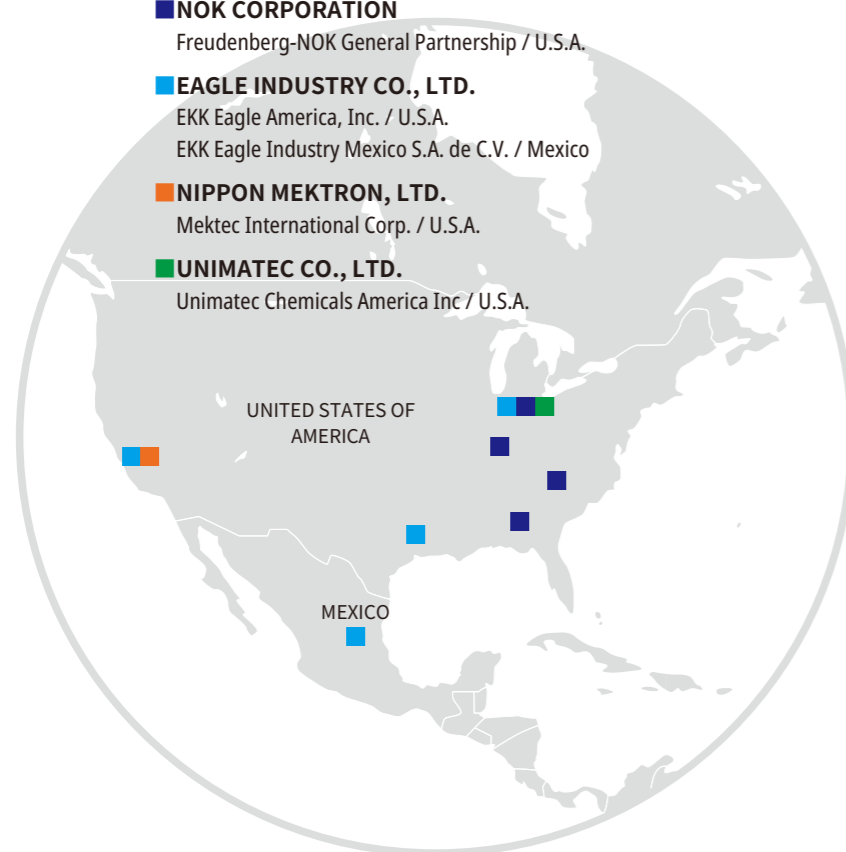 NOK CORPORATION
Freudenberg-NOK General Partnership / U.S.A.
EAGLE INDUSTRY CO., LTD.
EKK Eagle America, Inc. / U.S.A.
EKK Eagle Industry Mexico S.A. de C.V. / Mexico
NIPPON MEKTRON, LTD.
Mektec International Corp. / U.S.A.
UNIMATEC CO., LTD.
Unimatec Chemicals America Inc / U.S.A.
UNITED STATES OF
AMERICA
MEXICO